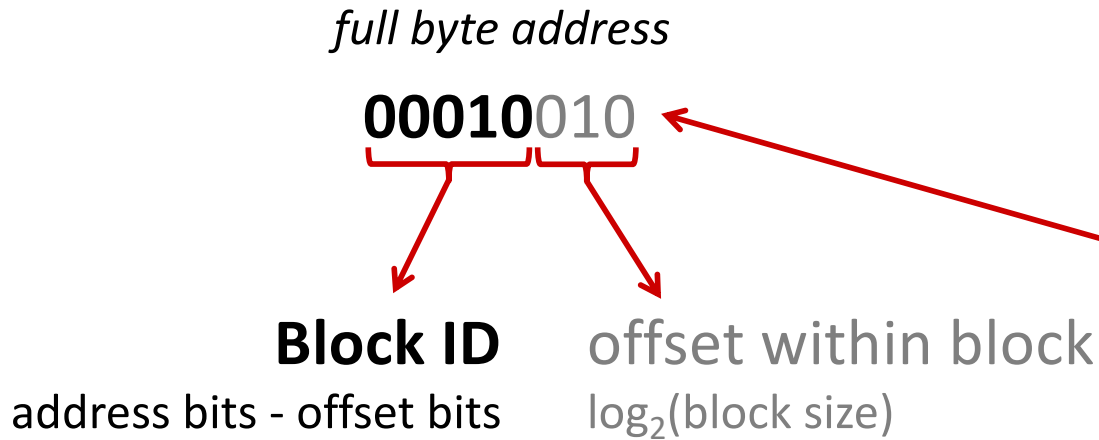 full byte address
00010010
Block ID
address bits - offset bits
offset within block
log₂(block size)